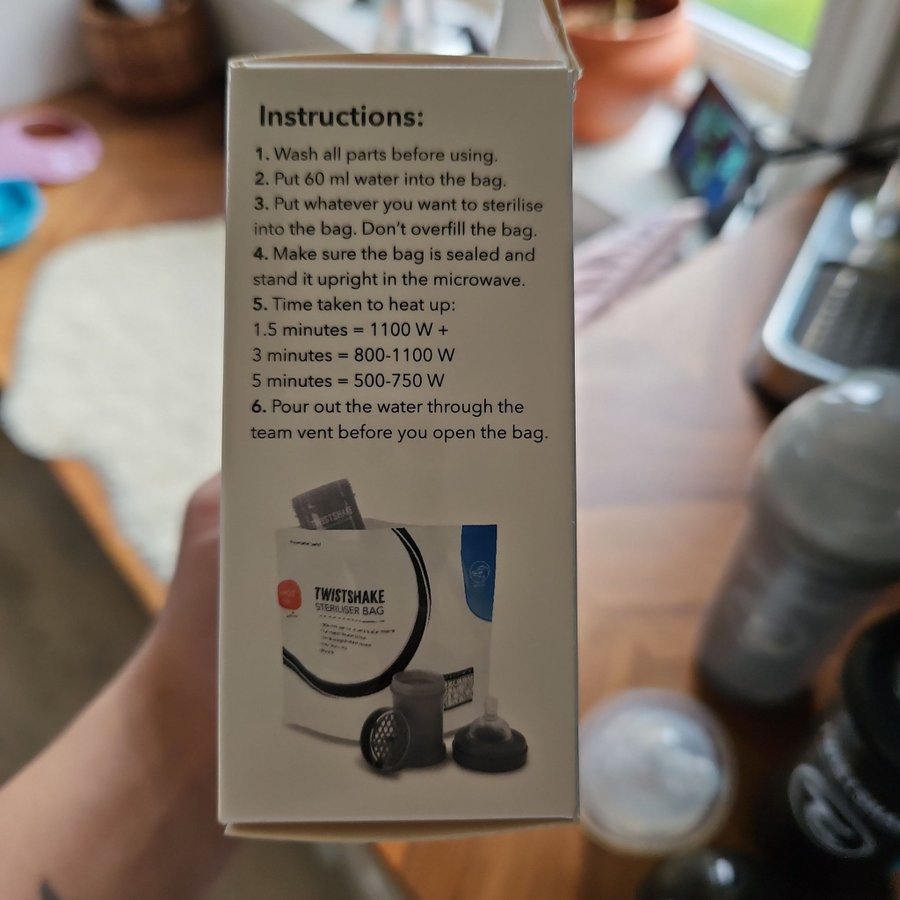 Instructions:
1. Wash all parts before using.
2. Put 60 ml water into the bag.
3. Put whatever you want to sterilise
into the bag. Don't overfill the bag.
4. Make sure the bag is sealed and
stand it upright in the microwave.
5. Time taken to heat up:
1.5 minutes = 1100 W +
3 minutes = 800-1100 W
5 minutes = 500-750 W
6. Pour out the water through the
team vent before you open the bag.
TWISTSHAKE
TWISTSHAKE
STERILISER BAG